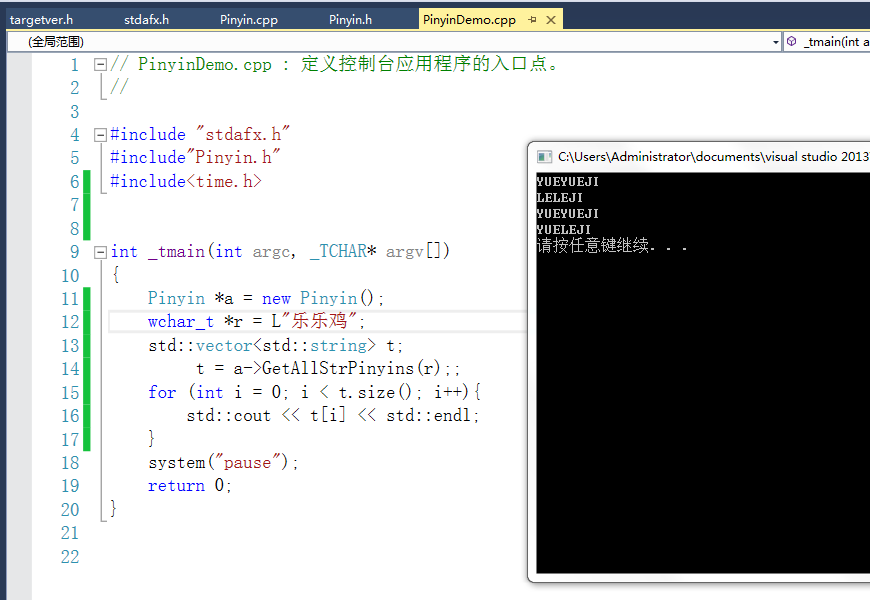 targetver.h stdafx.h Pinyin.cpp Pinyin.h PinyinDemo.cpp
(全局范围) _tmain(int a
1 // PinyinDemo.cpp : 定义控制台应用程序的入口点。
2 //
3
4 #include "stdafx.h"
5 #include"Pinyin.h"
6 #include<time.h>
7
8
9 int _tmain(int argc, _TCHAR* argv[])
10 {
11 Pinyin *a = new Pinyin();
12 wchar_t *r = L"乐乐鸡";
13 std::vector<std::string> t;
14 t = a->GetAllStrPinyins(r);;
15 for (int i = 0; i < t.size(); i++){
16 std::cout << t[i] << std::endl;
17 }
18 system("pause");
19 return 0;
20 }
21
22
C:\Users\Administrator\documents\visual studio 2013
YUEYUEJI
LELEJI
YUEYUEJI
YUELEJI
请按任意键继续. . .